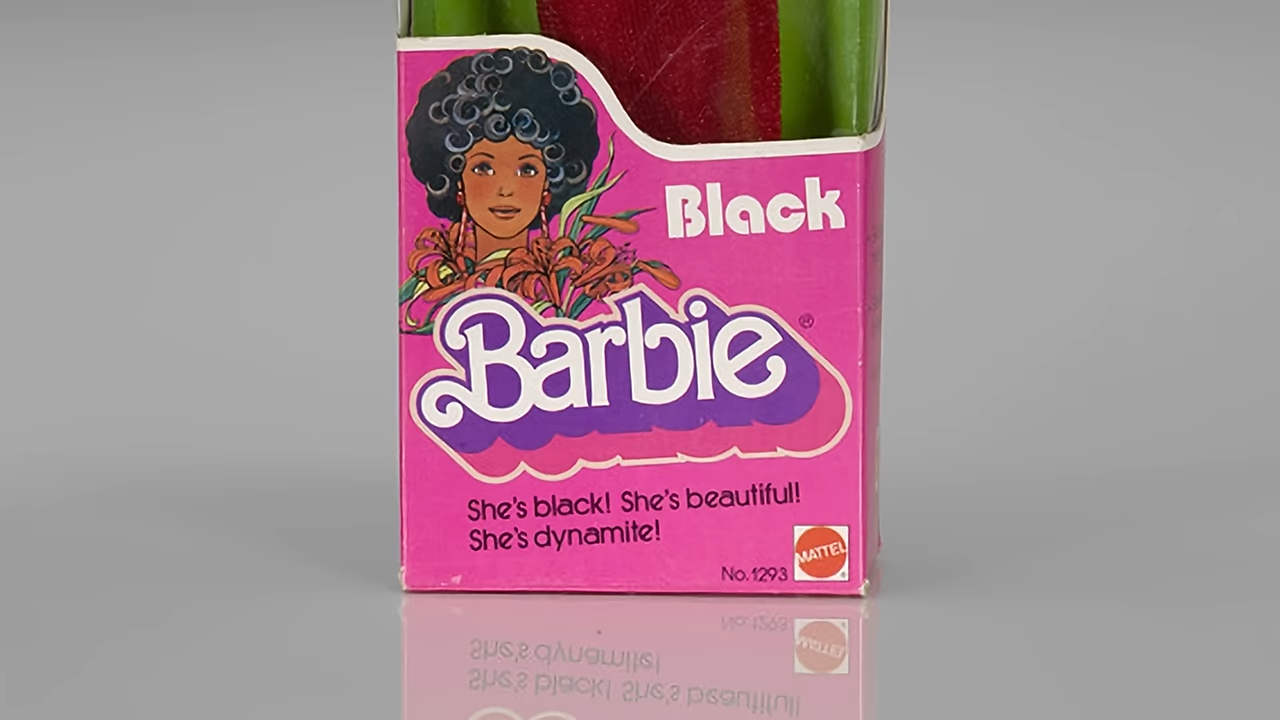 Black
Barbie®
She's black! She's beautiful!
She's dynamite!
MATTEL
®
No.1293